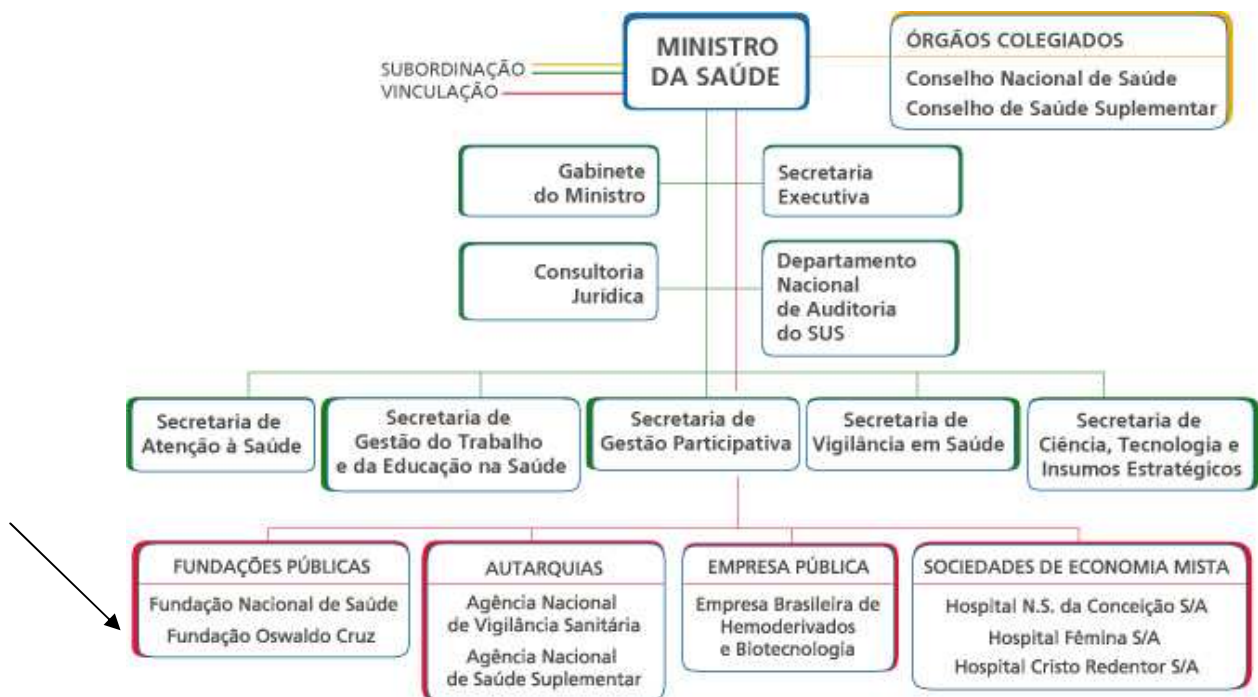 MINISTRO
DA SAÚDE
SUBORDINAÇÃO
VINCULAÇÃO
ÓRGÃOS COLEGIADOS
Conselho Nacional de Saúde
Conselho de Saúde Suplementar
Gabinete
do Ministro
Secretaria
Executiva
Consultoria
Jurídica
Departamento
Nacional
de Auditoria
do SUS
Secretaria de
Atenção à Saúde
Secretaria de
Gestão do Trabalho
e da Educação na Saúde
Secretaria de
Gestão Participativa
Secretaria de
Vigilância em Saúde
Secretaria de
Ciência, Tecnologia e
Insumos Estratégicos
FUNDAÇÕES PÚBLICAS
Fundação Nacional de Saúde
Fundação Oswaldo Cruz
AUTARQUIAS
Agência Nacional
de Vigilância Sanitária
Agência Nacional
de Saúde Suplementar
EMPRESA PÚBLICA
Empresa Brasileira de
Hemoderivados
e Biotecnologia
SOCIEDADES DE ECONOMIA MISTA
Hospital N.S. da Conceição S/A
Hospital Fêmina S/A
Hospital Cristo Redentor S/A